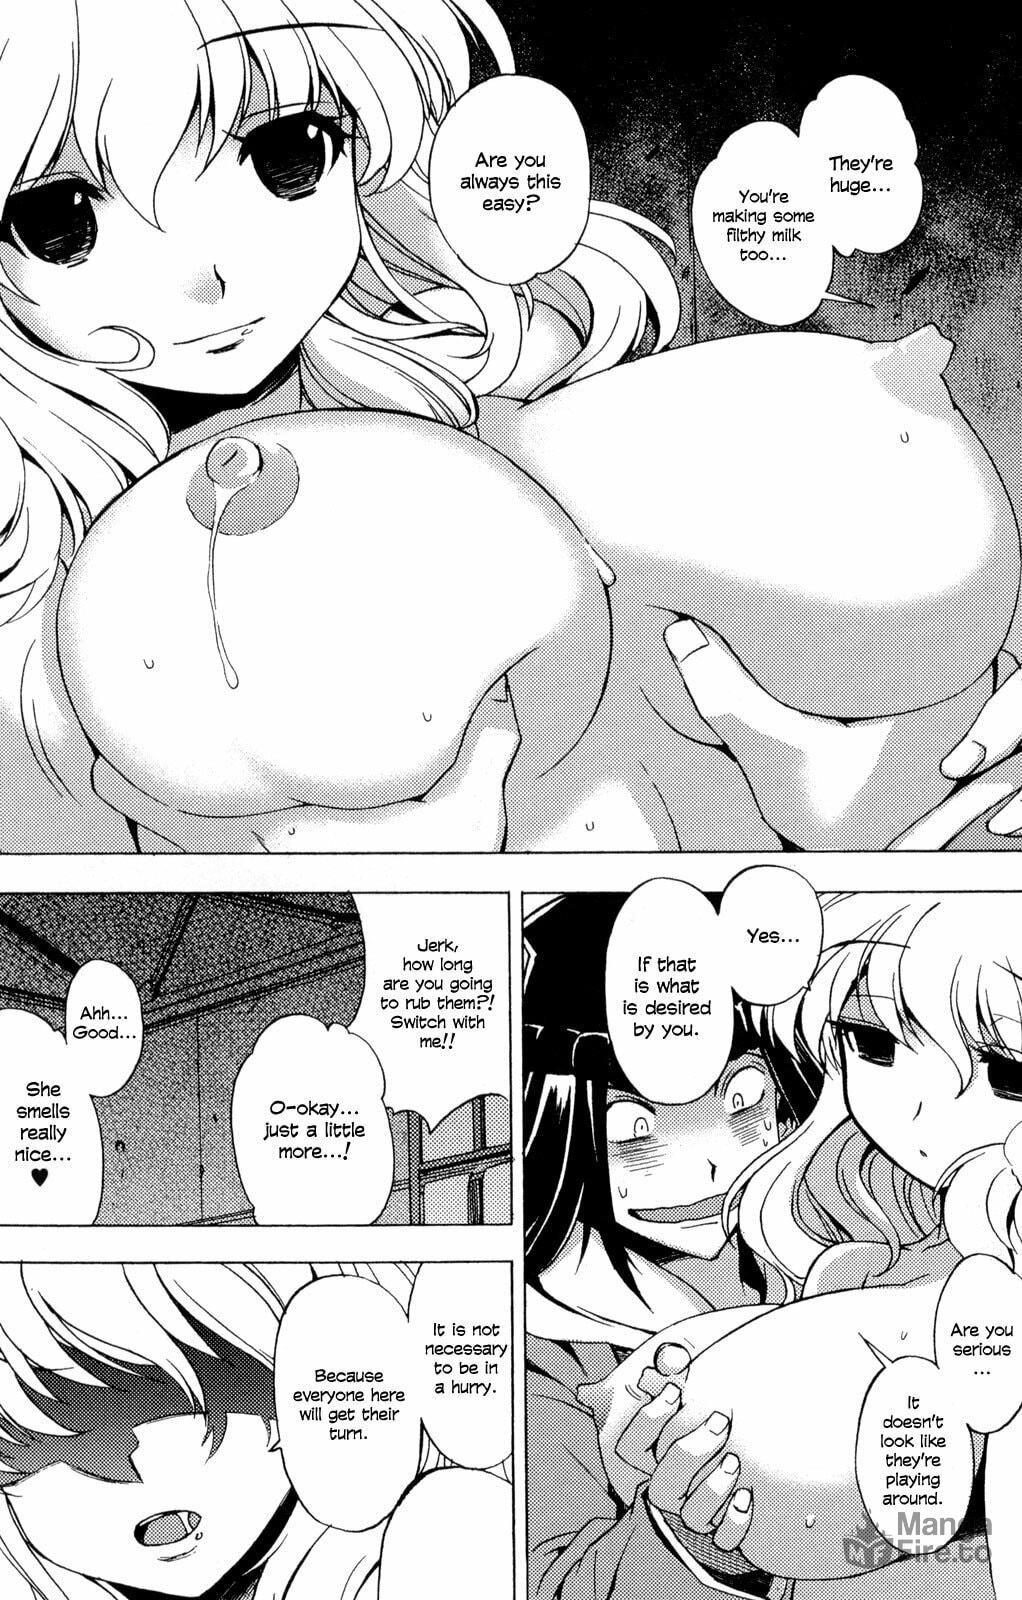 They're
huge...
You're
making some
filthy milk
too...
Are you
always this
easy?
Yes...
If that
is what
is desired
by you.
Are you
serious
...
It
doesn't
look like
they're
playing
around.
Jerk,
how long
are you going
to rub them?!
Switch with
me!!
O-okay...
just a little
more...!
Ahh...
Good...
She
smells
really
nice...
♥
It is not
necessary
to be in
a hurry.
Because
everyone here
will get their
turn.
Manga
Fire.to